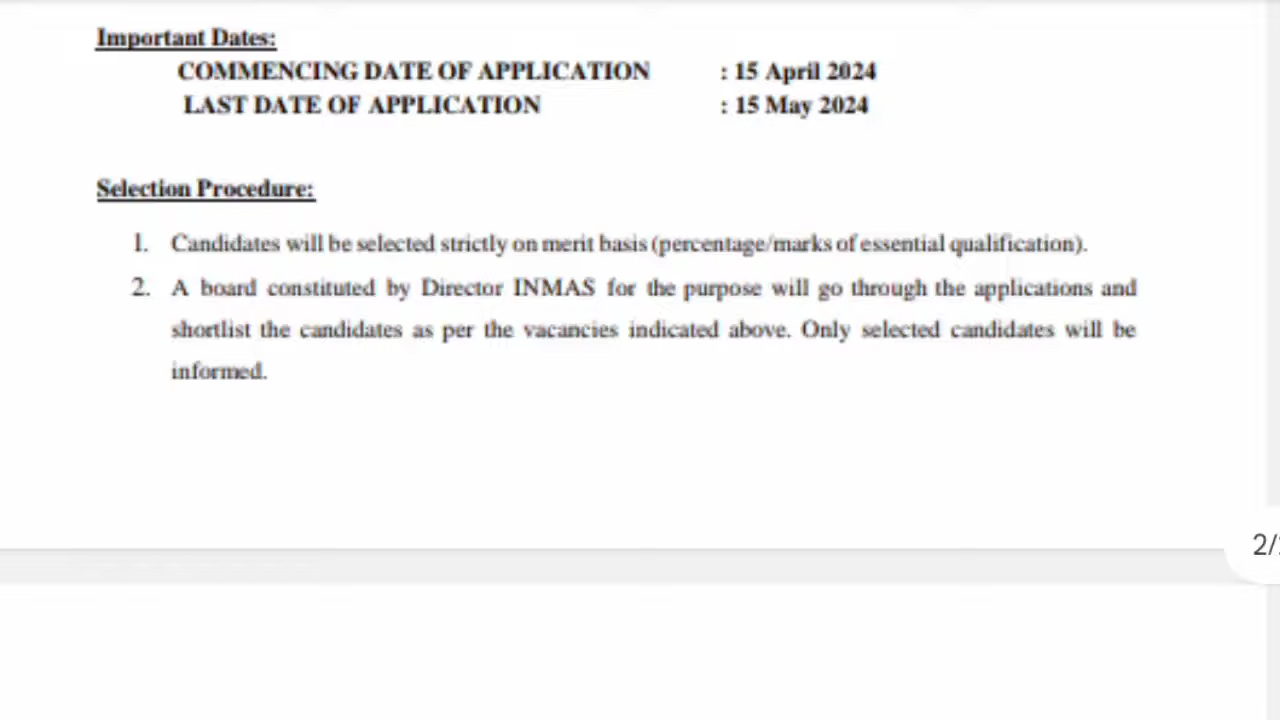 Important Dates:
COMMENCING DATE OF APPLICATION : 15 April 2024
LAST DATE OF APPLICATION : 15 May 2024
Selection Procedure:
1. Candidates will be selected strictly on merit basis (percentage/marks of essential qualification).
2. A board constituted by Director INMAS for the purpose will go through the applications and
shortlist the candidates as per the vacancies indicated above. Only selected candidates will be
informed.
2/